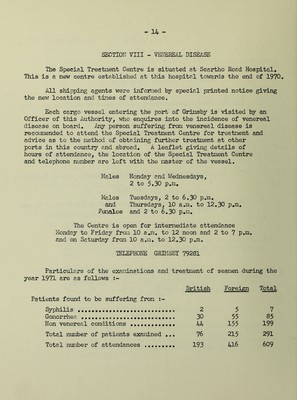 - 14 -
SECTION VIII - VENEREAL DISEASE
The Special Treatment Centre is situated at Scartho Road Hospital.
This is a new centre established at this hospital towards the end of 1970.
All shipping agents were informed by special printed notice giving
the new location and times of attendance.
Each cargo vessel entering the port of Grimsby is visited by an
Officer of this Authority, who enquires into the incidence of venereal
disease on board. Any person suffering from venereal disease is
recommended to attend the Special Treatment Centre for treatment and
advice as to the method of obtaining further treatment at other
ports in this country and abroad. A leaflet giving details of
hours of attendance, the location of the Special Treatment Centre
and telephone number are left with the master of the vessel.
Males Monday and Wednesdays,
2 to 5.30 p.m.
Males Tuesdays, 2 to 6.30 p.m.
and Thursdays, 10 a.m. to 12.30 p.m.
Females and 2 to 6.30 p.m.
The Centre is open for intermediate attendance
Monday to Friday from 10 a.m. to 12 noon and 2 to 7 p.m.
and on Saturday from 10 a.m. to 12.30 p.m.
TELEPHONE GRIMSBY 79281
Particulars of the examinations and treatment of seamen during the
year 1971 are as follows :-
British Foreign Total
Patients found to be suffering from :-
Syphilis ........................ 2 5 7
Gonorrhoea ...................... 30 55 85
Non venereal conditions ........... 44 155 199
Total number of patients examined ... 76 215 291
Total number of attendances ......... 193 416 609